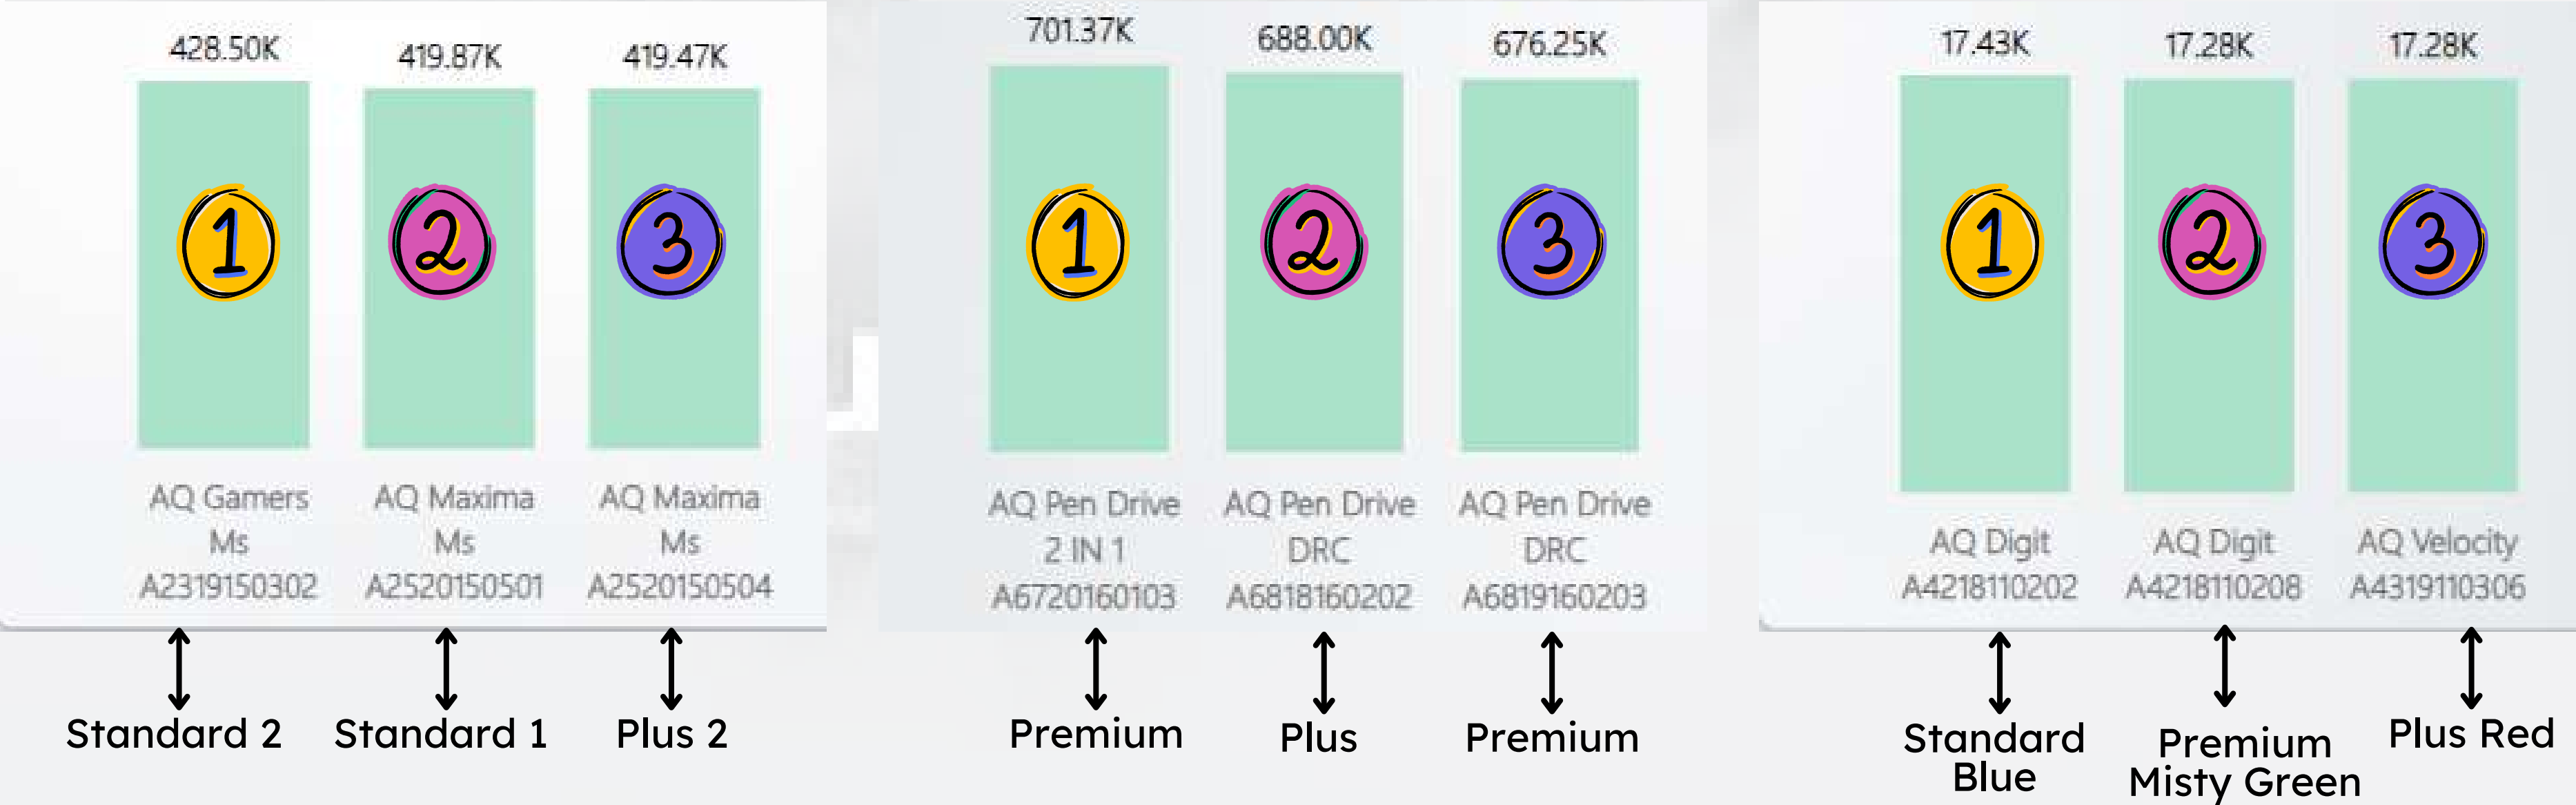 428.50K
419.87K
419.47K
1
2
3
AQ Gamers
Ms
A2319150302
AQ Maxima
Ms
A2520150501
AQ Maxima
Ms
A2520150504
Standard 2
Standard 1
Plus 2
701.37K
688.00K
676.25K
1
2
3
AQ Pen Drive
2 IN 1
A6720160103
AQ Pen Drive
DRC
A6818160202
AQ Pen Drive
DRC
A6819160203
Premium
Plus
Premium
17.43K
17.28K
17.28K
1
2
3
AQ Digit
A4218110202
AQ Digit
A4218110208
AQ Velocity
A4319110306
Standard
Blue
Premium
Misty Green
Plus Red